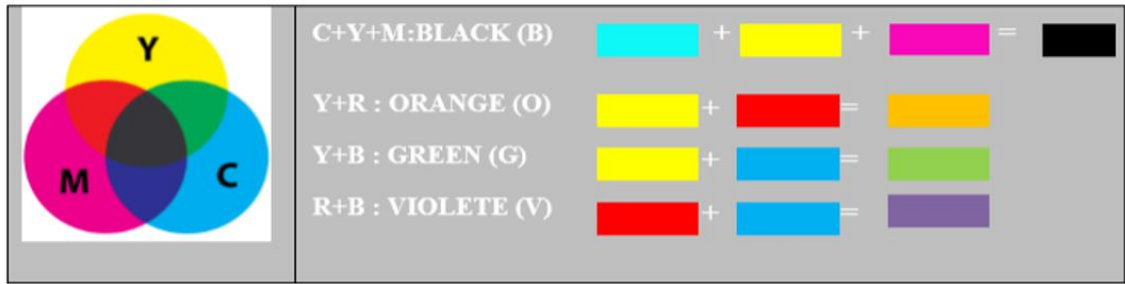 Y
M
C
C+Y+M:BLACK (B)
+ + =
Y+R : ORANGE (O)
+ =
Y+B : GREEN (G)
+ =
R+B : VIOLETE (V)
+ =